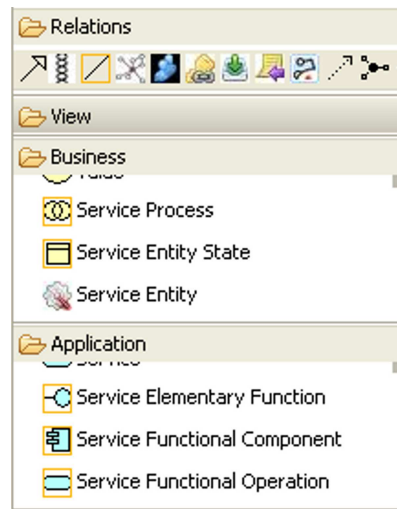 Relations
View
Business
Service Process
Service Entity State
Service Entity
Application
Service Elementary Function
Service Functional Component
Service Functional Operation